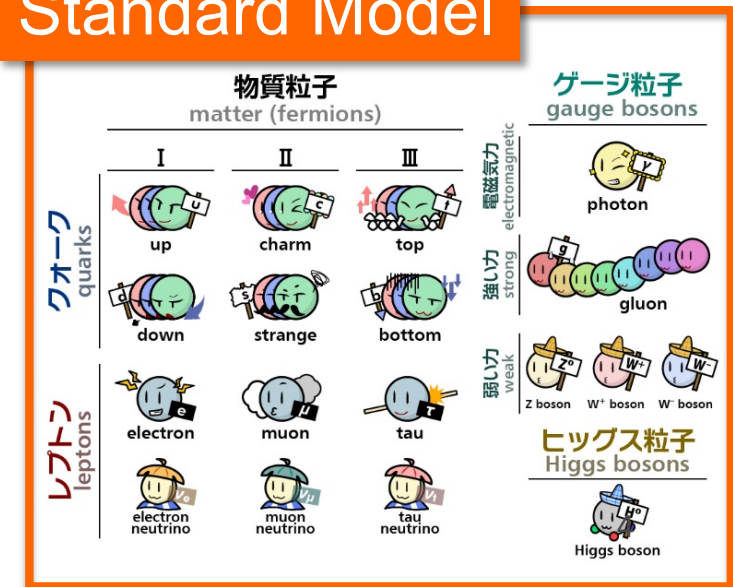 Standard Model
物質粒子
matter (fermions)
I II III
クォーク
quarks
u c t
up charm top
d s b
down strange bottom
レプトン
leptons
e μ τ
electron muon tau
νe νμ ντ
electron neutrino
muon neutrino
tau neutrino
ゲージ粒子
gauge bosons
電磁気力
electromagnetic
γ
photon
強い力
strong
g
gluon
弱い力
weak
Z⁰ W⁺ W⁻
Z boson W⁺ boson W⁻ boson
ヒッグス粒子
Higgs bosons
H⁰
Higgs boson